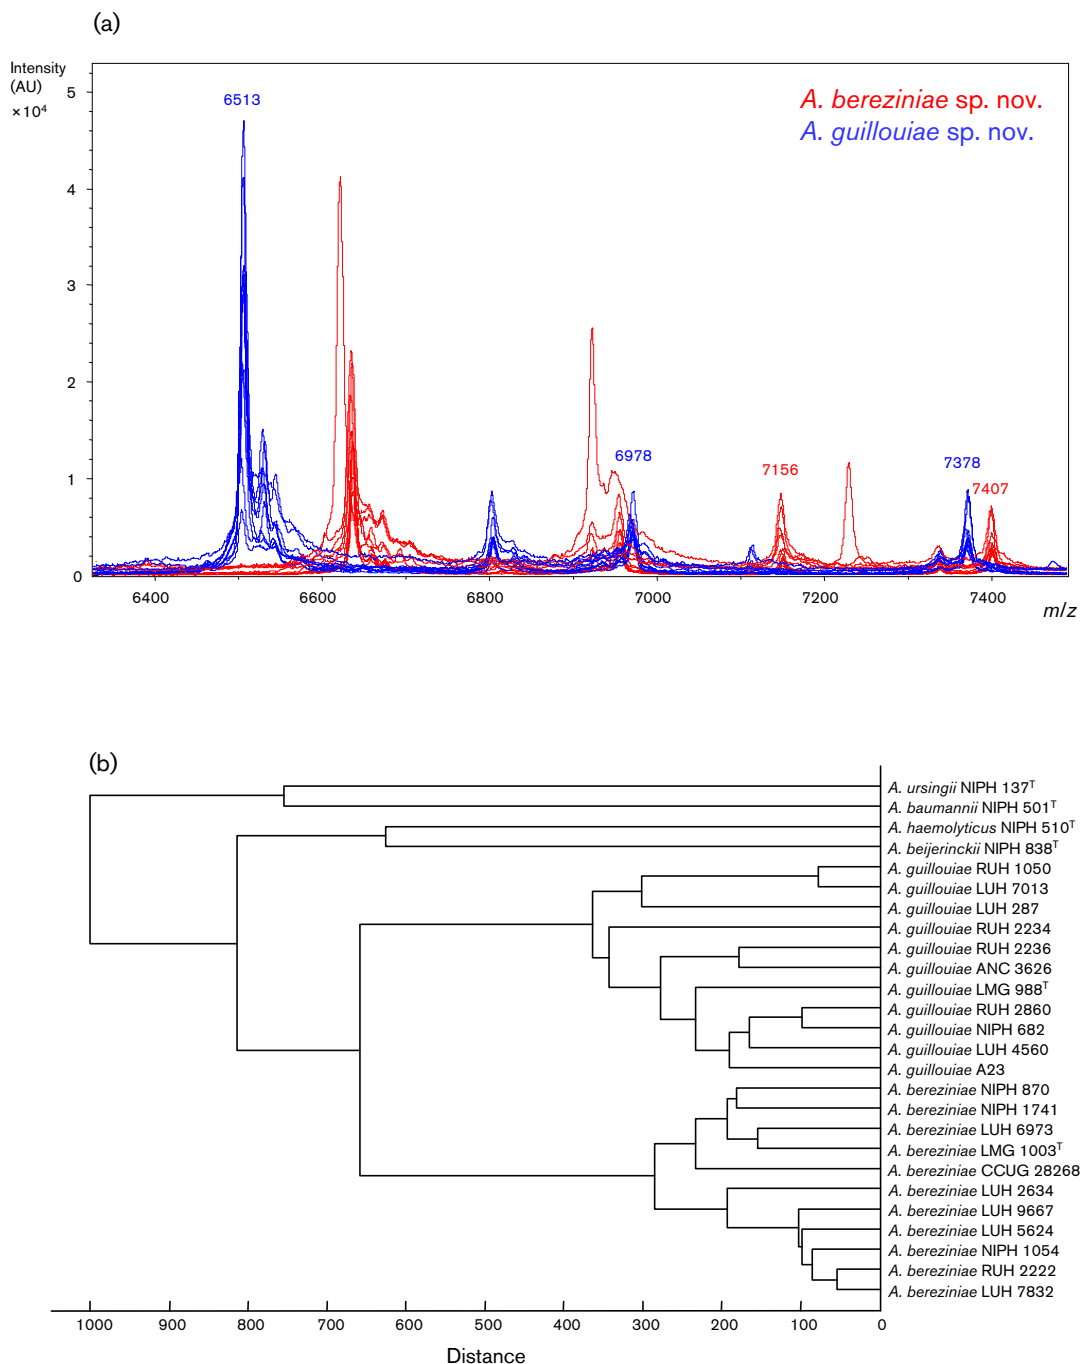 (a)
Intensity
(AU)
×10⁴
A. bereziniae sp. nov.
A. guillouiae sp. nov.
5
4
3
2
1
0
6513
6978
7156
7378
7407
6400
6600
6800
7000
7200
7400
m/z
(b)
A. ursingii NIPH 137ᵀ
A. baumannii NIPH 501ᵀ
A. haemolyticus NIPH 510ᵀ
A. beijerinckii NIPH 838ᵀ
A. guillouiae RUH 1050
A. guillouiae LUH 7013
A. guillouiae LUH 287
A. guillouiae RUH 2234
A. guillouiae RUH 2236
A. guillouiae ANC 3626
A. guillouiae LMG 988ᵀ
A. guillouiae RUH 2860
A. guillouiae NIPH 682
A. guillouiae LUH 4560
A. guillouiae A23
A. bereziniae NIPH 870
A. bereziniae NIPH 1741
A. bereziniae LUH 6973
A. bereziniae LMG 1003ᵀ
A. bereziniae CCUG 28268
A. bereziniae LUH 2634
A. bereziniae LUH 9667
A. bereziniae LUH 5624
A. bereziniae NIPH 1054
A. bereziniae RUH 2222
A. bereziniae LUH 7832
1000 900 800 700 600 500 400 300 200 100 0
Distance